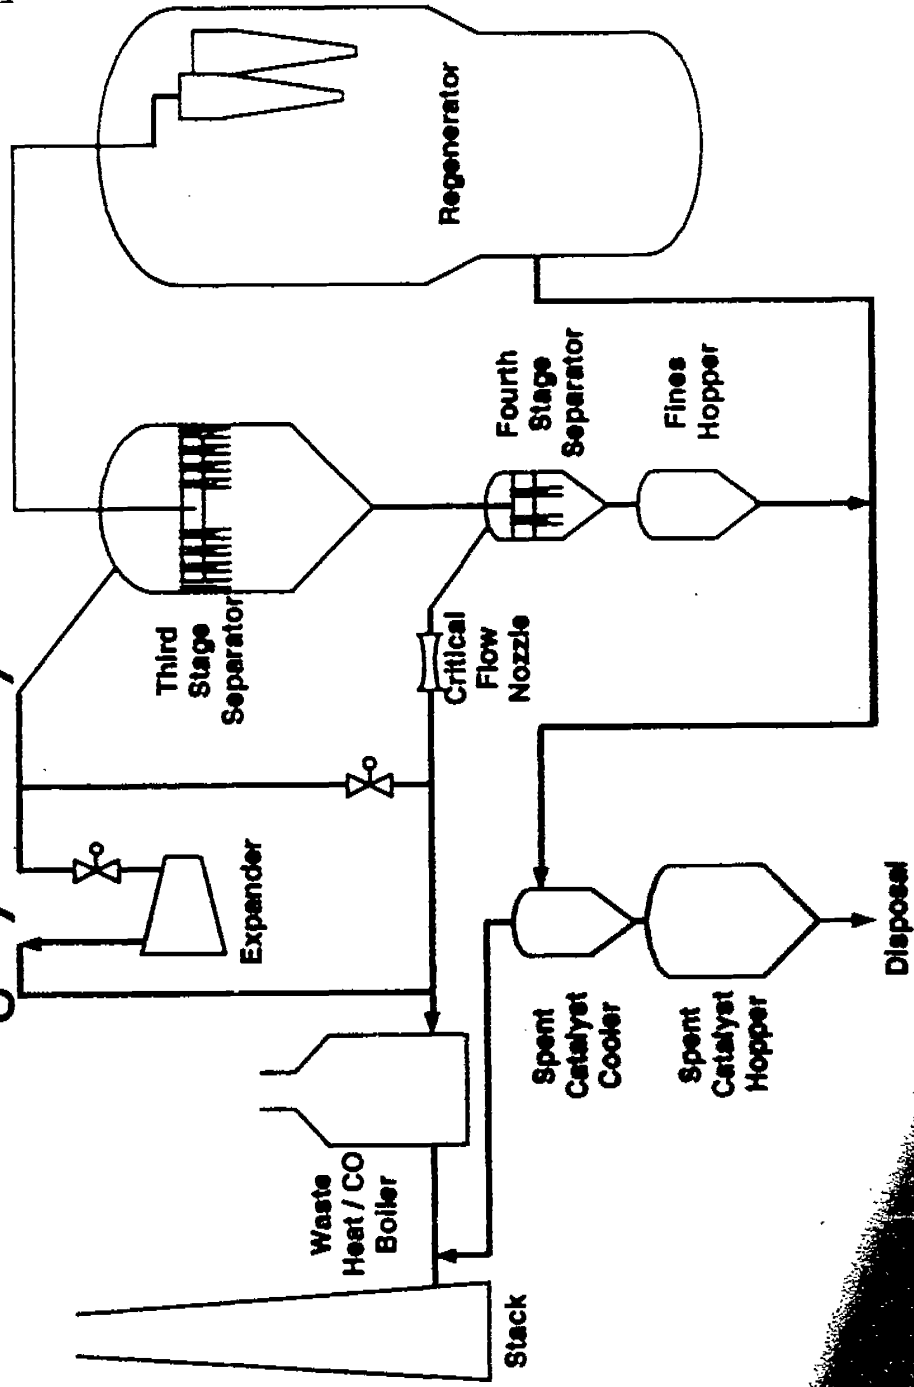 Regenerator
Third
Stage
Separator
Fourth
Stage
Separator
Fines
Hopper
Critical
Flow
Nozzle
Expander
Waste
Heat / CO
Boiler
Stack
Spent
Catalyst
Cooler
Spent
Catalyst
Hopper
Disposal